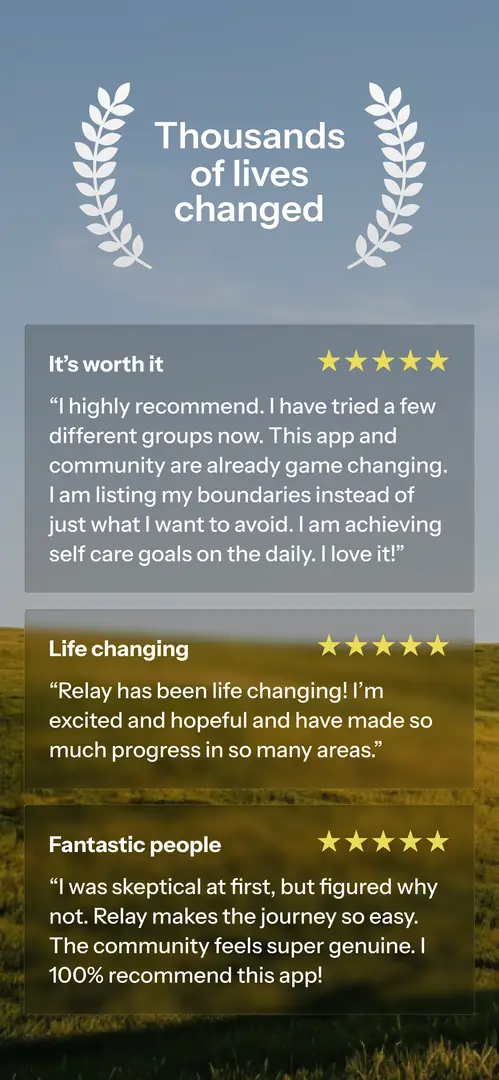 Thousands
of lives
changed
It’s worth it
“I highly recommend. I have tried a few
different groups now. This app and
community are already game changing.
I am listing my boundaries instead of
just what I want to avoid. I am achieving
self care goals on the daily. I love it!”
Life changing
“Relay has been life changing! I’m
excited and hopeful and have made so
much progress in so many areas.”
Fantastic people
“I was skeptical at first, but figured why
not. Relay makes the journey so easy.
The community feels super genuine. I
100% recommend this app!